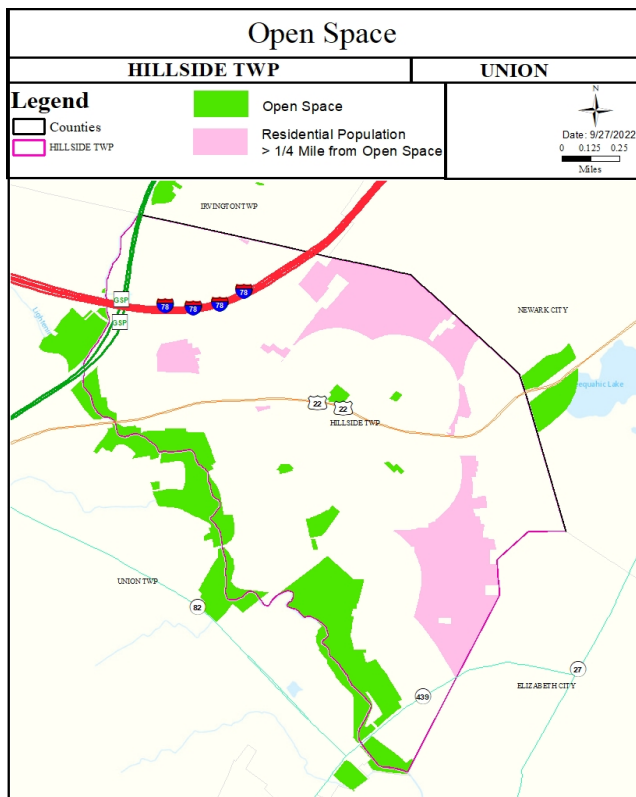 Open Space
HILLSIDE TWP
UNION
Legend
Counties
HILLSIDE TWP
Open Space
Residential Population
> 1/4 Mile from Open Space
N
Date: 9/27/2022
0 0.125 0.25
Miles
IRVINGTON TWP
GSP
78 78 78 78
GSP
NEWARK CITY
equahic Lake
22 22
HILLSIDE TWP
UNION TWP
82
27
ELIZABETH CITY
439